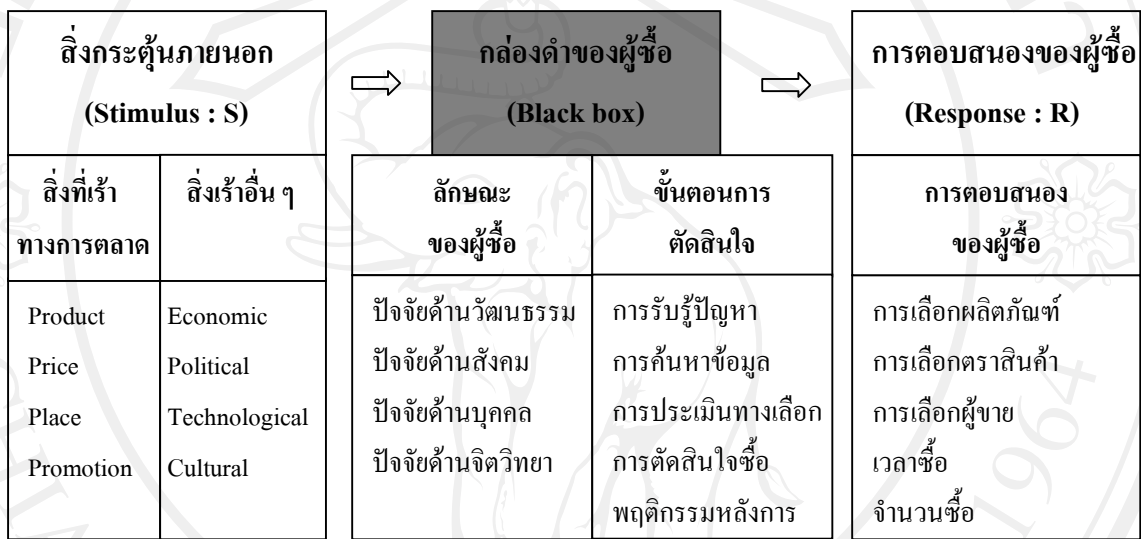 สิ่งกระตุ้นภายนอก
(Stimulus : S)
กล่องดำของผู้ซื้อ
(Black box)
การตอบสนองของผู้ซื้อ
(Response : R)
สิ่งที่เร้า
ทางการตลาด
สิ่งเร้าอื่น ๆ
ลักษณะ
ของผู้ซื้อ
ขั้นตอนการ
ตัดสินใจ
การตอบสนอง
ของผู้ซื้อ
Product
Price
Place
Promotion
Economic
Political
Technological
Cultural
ปัจจัยด้านวัฒนธรรม
ปัจจัยด้านสังคม
ปัจจัยด้านบุคคล
ปัจจัยด้านจิตวิทยา
การรับรู้ปัญหา
การค้นหาข้อมูล
การประเมินทางเลือก
การตัดสินใจซื้อ
พฤติกรรมหลังการ
การเลือกผลิตภัณฑ์
การเลือกตราสินค้า
การเลือกผู้ขาย
เวลาซื้อ
จำนวนซื้อ
1964